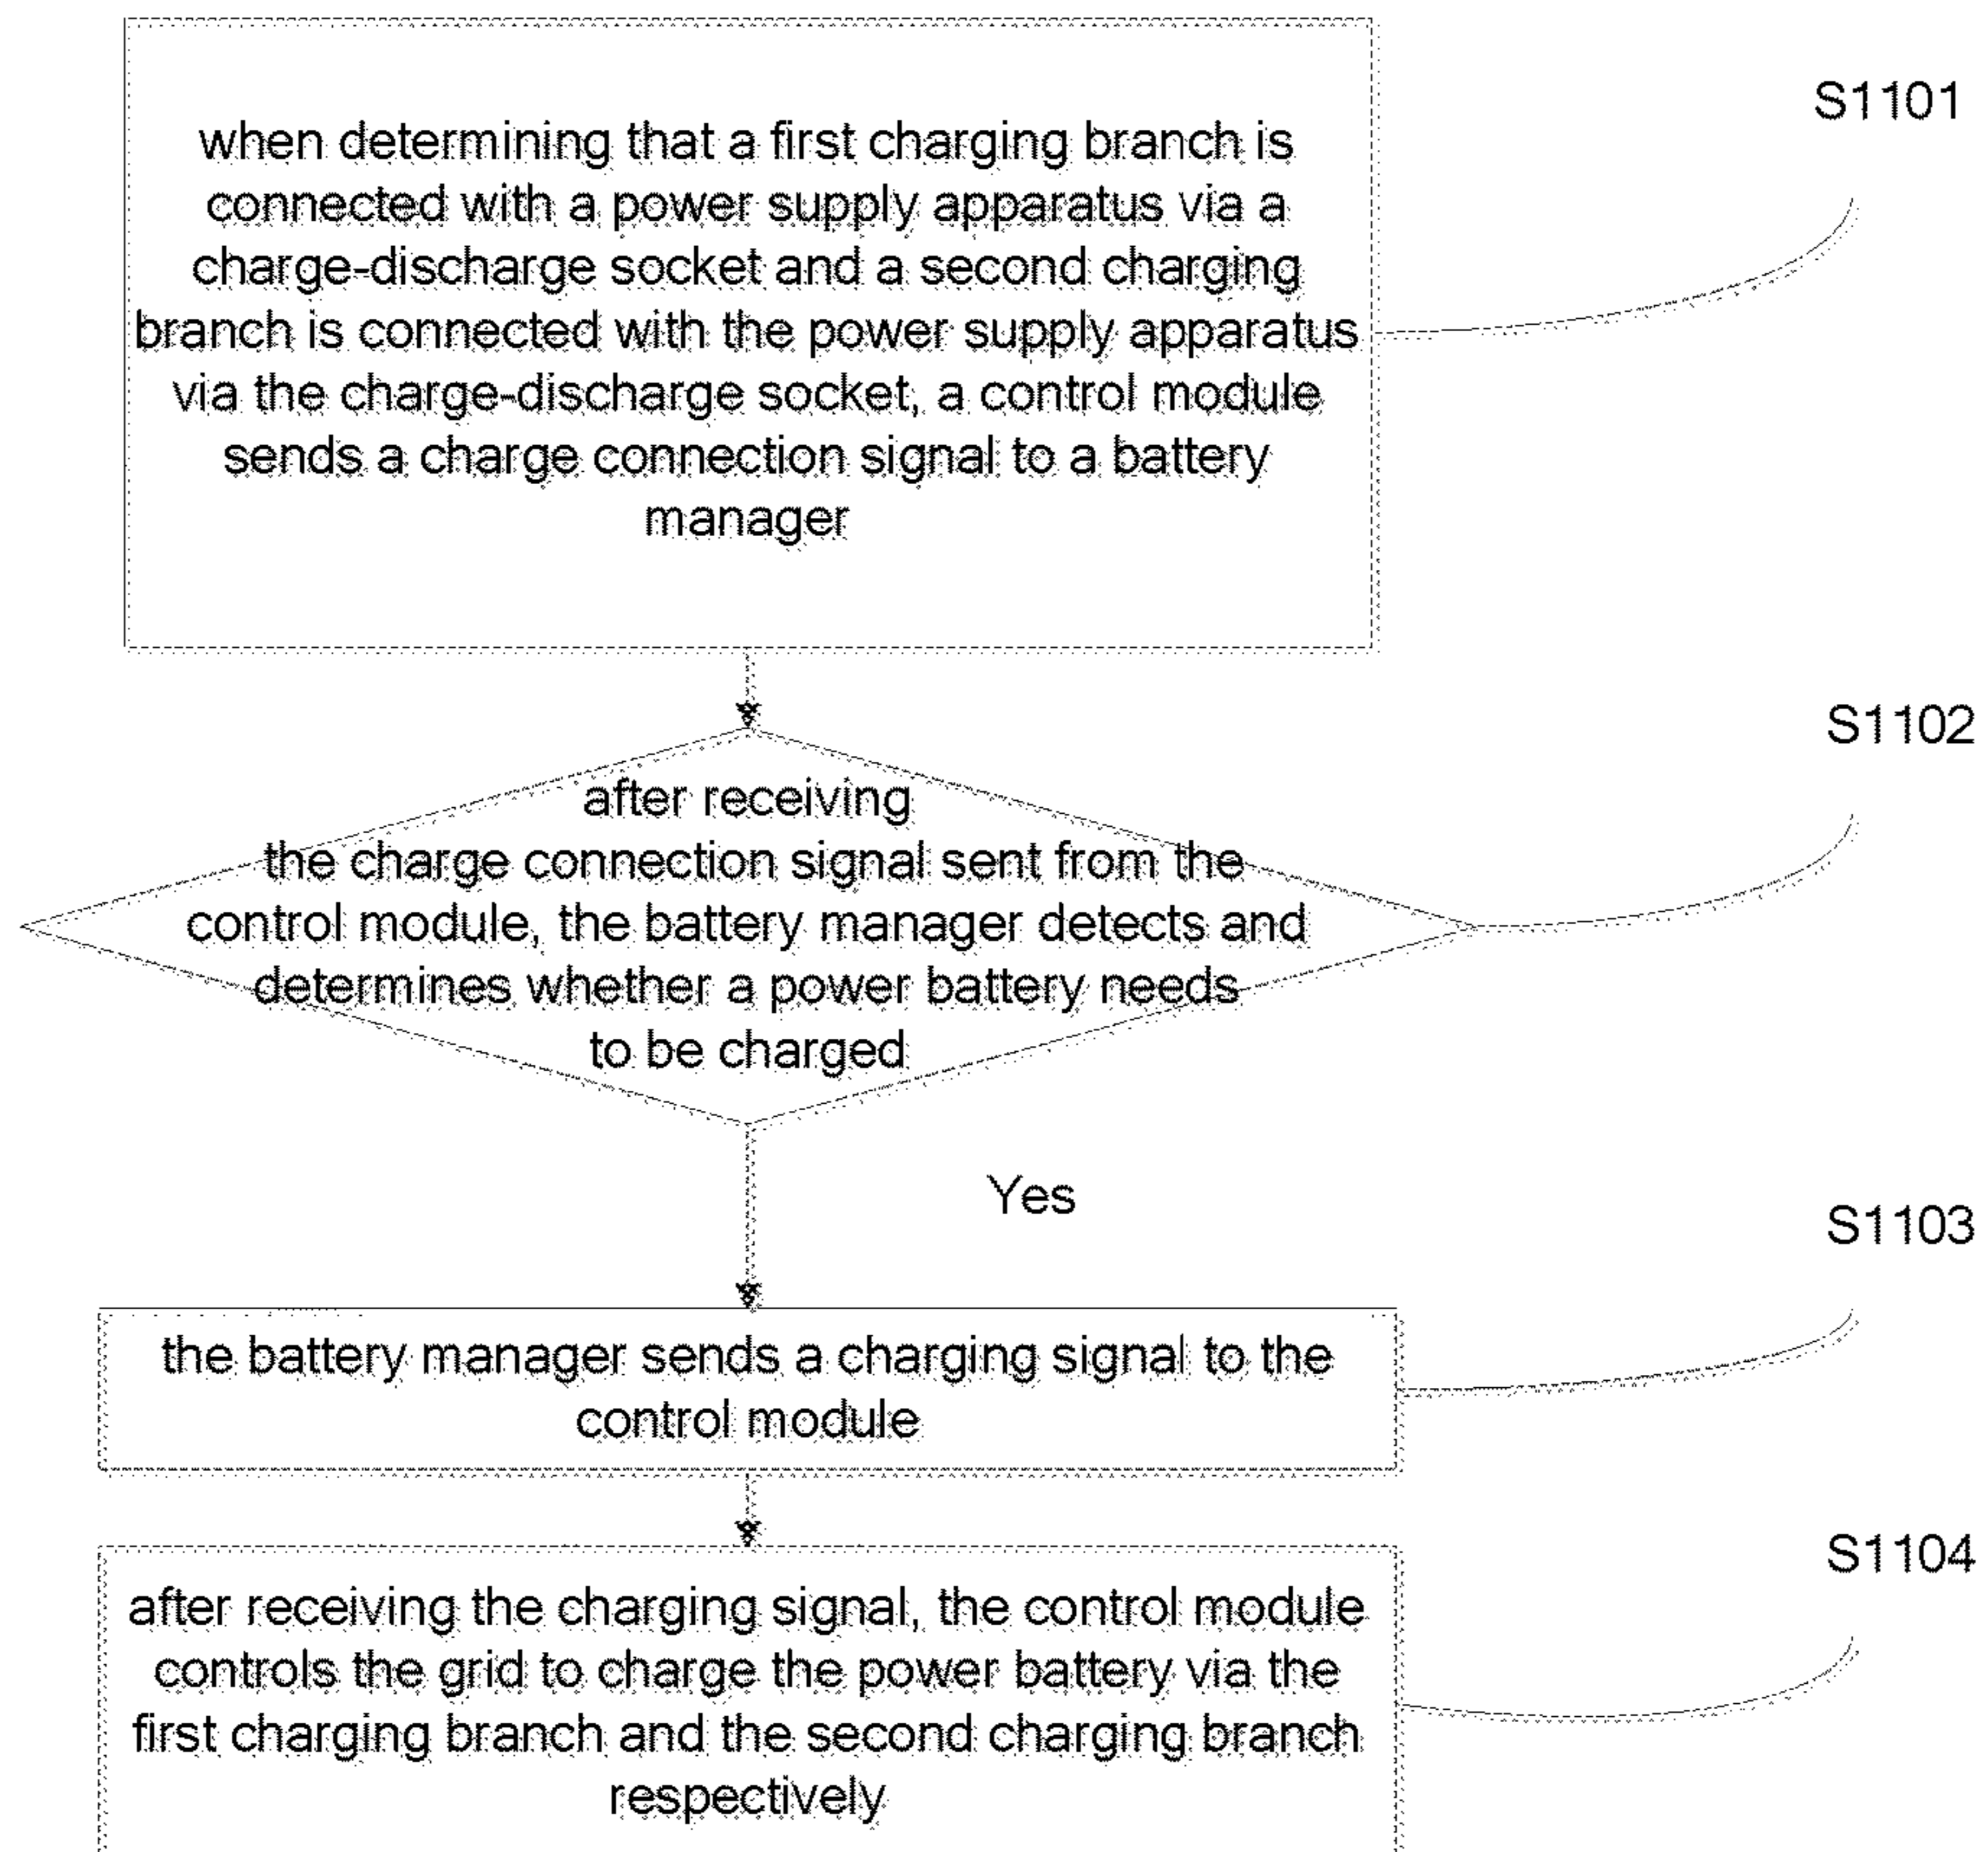 when determining that a first charging branch is
connected with a power supply apparatus via a
charge-discharge socket and a second charging
branch is connected with the power supply apparatus
via the charge-discharge socket, a control module
sends a charge connection signal to a battery
manager
S1101
after receiving
the charge connection signal sent from the
control module, the battery manager detects and
determines whether a power battery needs
to be charged
S1102
Yes
the battery manager sends a charging signal to the
control module
S1103
after receiving the charging signal, the control module
controls the grid to charge the power battery via the
first charging branch and the second charging branch
respectively
S1104